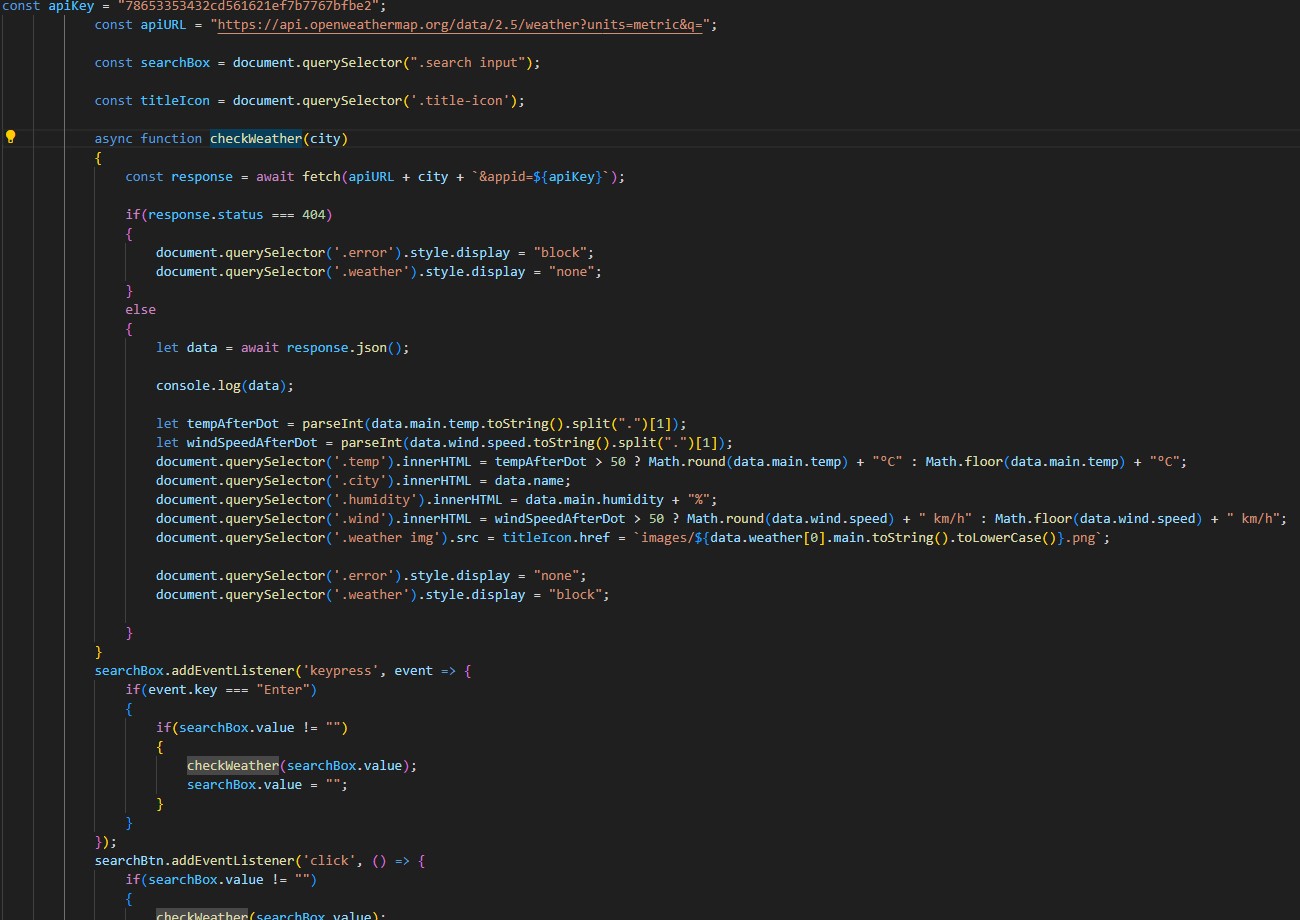 const apiKey = "78653353432cd561621ef7b7767bfbe2";
const apiURL = "https://api.openweathermap.org/data/2.5/weather?units=metric&q=";
const searchBox = document.querySelector(".search input");
const titleIcon = document.querySelector('.title-icon');
async function checkWeather(city)
{
const response = await fetch(apiURL + city + `&appid=${apiKey}`);
if(response.status === 404)
{
document.querySelector('.error').style.display = "block";
document.querySelector('.weather').style.display = "none";
}
else
{
let data = await response.json();
console.log(data);
let tempAfterDot = parseInt(data.main.temp.toString().split(".")[1]);
let windSpeedAfterDot = parseInt(data.wind.speed.toString().split(".")[1]);
document.querySelector('.temp').innerHTML = tempAfterDot > 50 ? Math.round(data.main.temp) + "°C" : Math.floor(data.main.temp) + "°C";
document.querySelector('.city').innerHTML = data.name;
document.querySelector('.humidity').innerHTML = data.main.humidity + "%";
document.querySelector('.wind').innerHTML = windSpeedAfterDot > 50 ? Math.round(data.wind.speed) + " km/h" : Math.floor(data.wind.speed) + " km/h";
document.querySelector('.weather img').src = titleIcon.href = `images/${data.weather[0].main.toString().toLowerCase()}.png`;
document.querySelector('.error').style.display = "none";
document.querySelector('.weather').style.display = "block";
}
}
searchBox.addEventListener('keypress', event => {
if(event.key === "Enter")
{
if(searchBox.value != "")
{
checkWeather(searchBox.value);
searchBox.value = "";
}
}
});
searchBtn.addEventListener('click', () => {
if(searchBox.value != "")
{
checkWeather(searchBox.value);